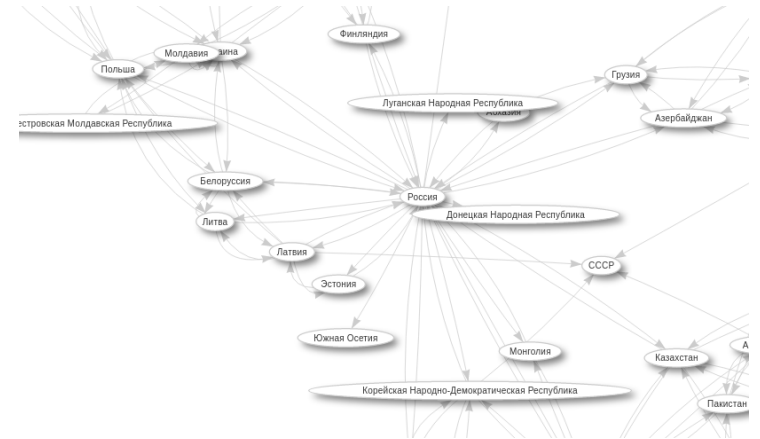 Финляндия
Молдавия
Польша
Грузия
Луганская Народная Республика
Абхазия
Азербайджан
Молдавская Республика
Белоруссия
Россия
Литва
Донецкая Народная Республика
Латвия
СССР
Эстония
Южная Осетия
Монголия
Казахстан
Корейская Народно-Демократическая Республика
Пакистан